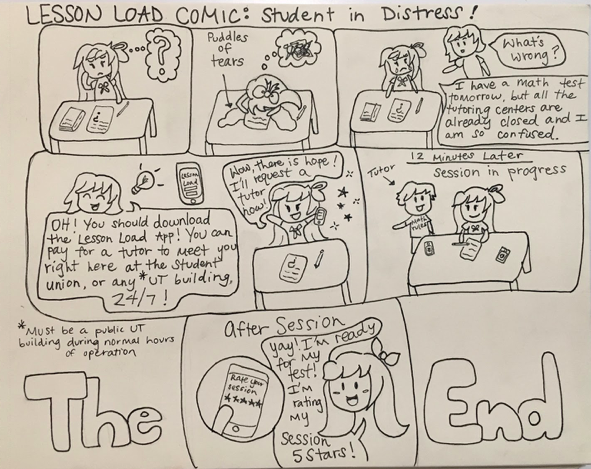 LESSON LOAD COMIC: Student in Distress!
?
Puddles
of
tears
What's
wrong?
I have a math test
tomorrow, but all the
tutoring centers are
already closed and I
am so confused.
LESSON
LOAD
OH! You should download
the Lesson Load App! You can
pay for a tutor to meet you
right here at the student
union, or any *UT building,
24/7!
Wow, there is hope!
I'll request a
tutor
now!
12 Minutes Later
Session in progress
Tutor
MATH
RULES!
*Must be a public UT
building during normal hours
of operation
After Session
Rate your
session
★★★★★
yay! I'm ready
for my
test!
I'm
rating
my
Session
5 Stars!
The End